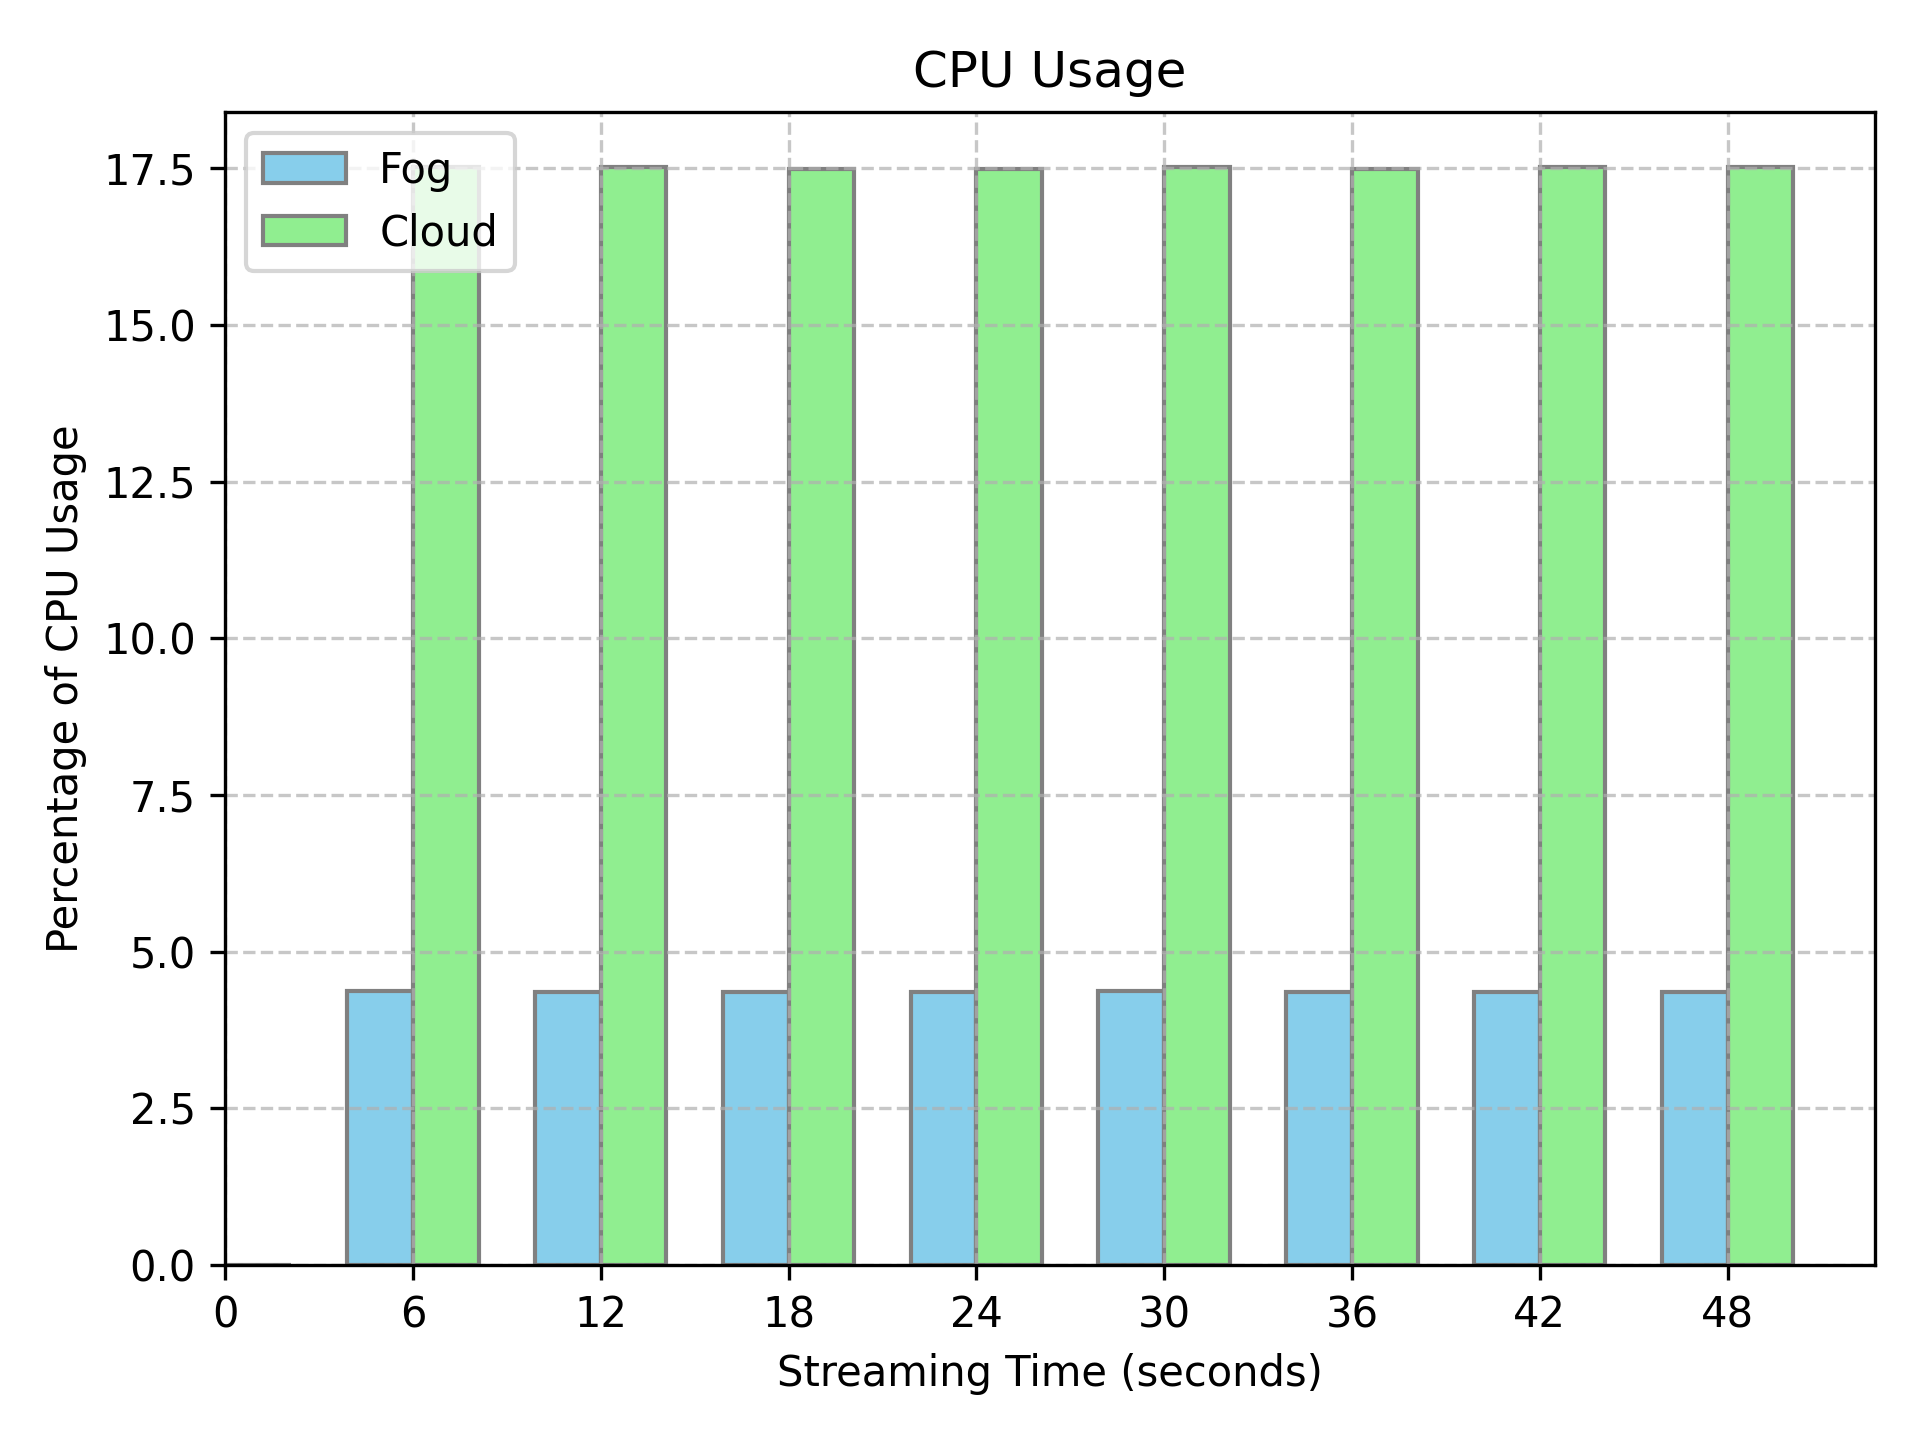 CPU Usage
Fog
Cloud
17.5
15.0
12.5
10.0
7.5
5.0
2.5
0.0
Percentage of CPU Usage
0 6 12 18 24 30 36 42 48
Streaming Time (seconds)